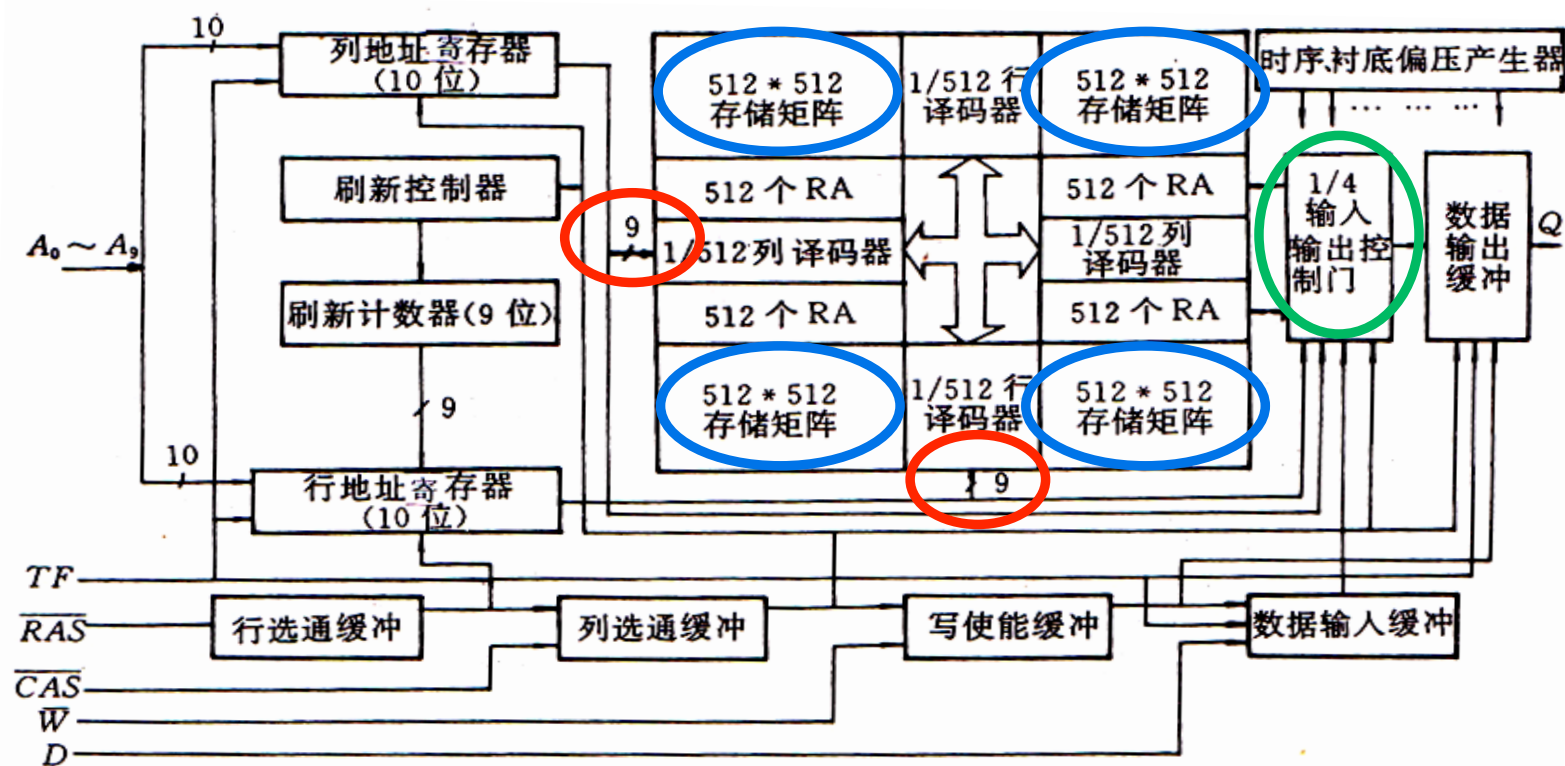 10
列地址寄存器
(10 位)
512 * 512
存储矩阵
1/512 行
译码器
512 * 512
存储矩阵
时序、衬底偏压产生器
... ... ...
刷新控制器
512 个 RA
512 个 RA
1/4
输入
输出控
制门
数据
输出
缓冲
Q
A₀～A₉
9
1/512列 译码器
1/512 列
译码器
刷新计数器(9 位)
512 个 RA
512 个 RA
9
512 * 512
存储矩阵
1/512 行
译码器
512 * 512
存储矩阵
10
行地址寄存器
(10 位)
9
TF
R̅A̅S̅
行选通缓冲
列选通缓冲
写使能缓冲
数据输人缓冲
C̅A̅S̅
W̅
D